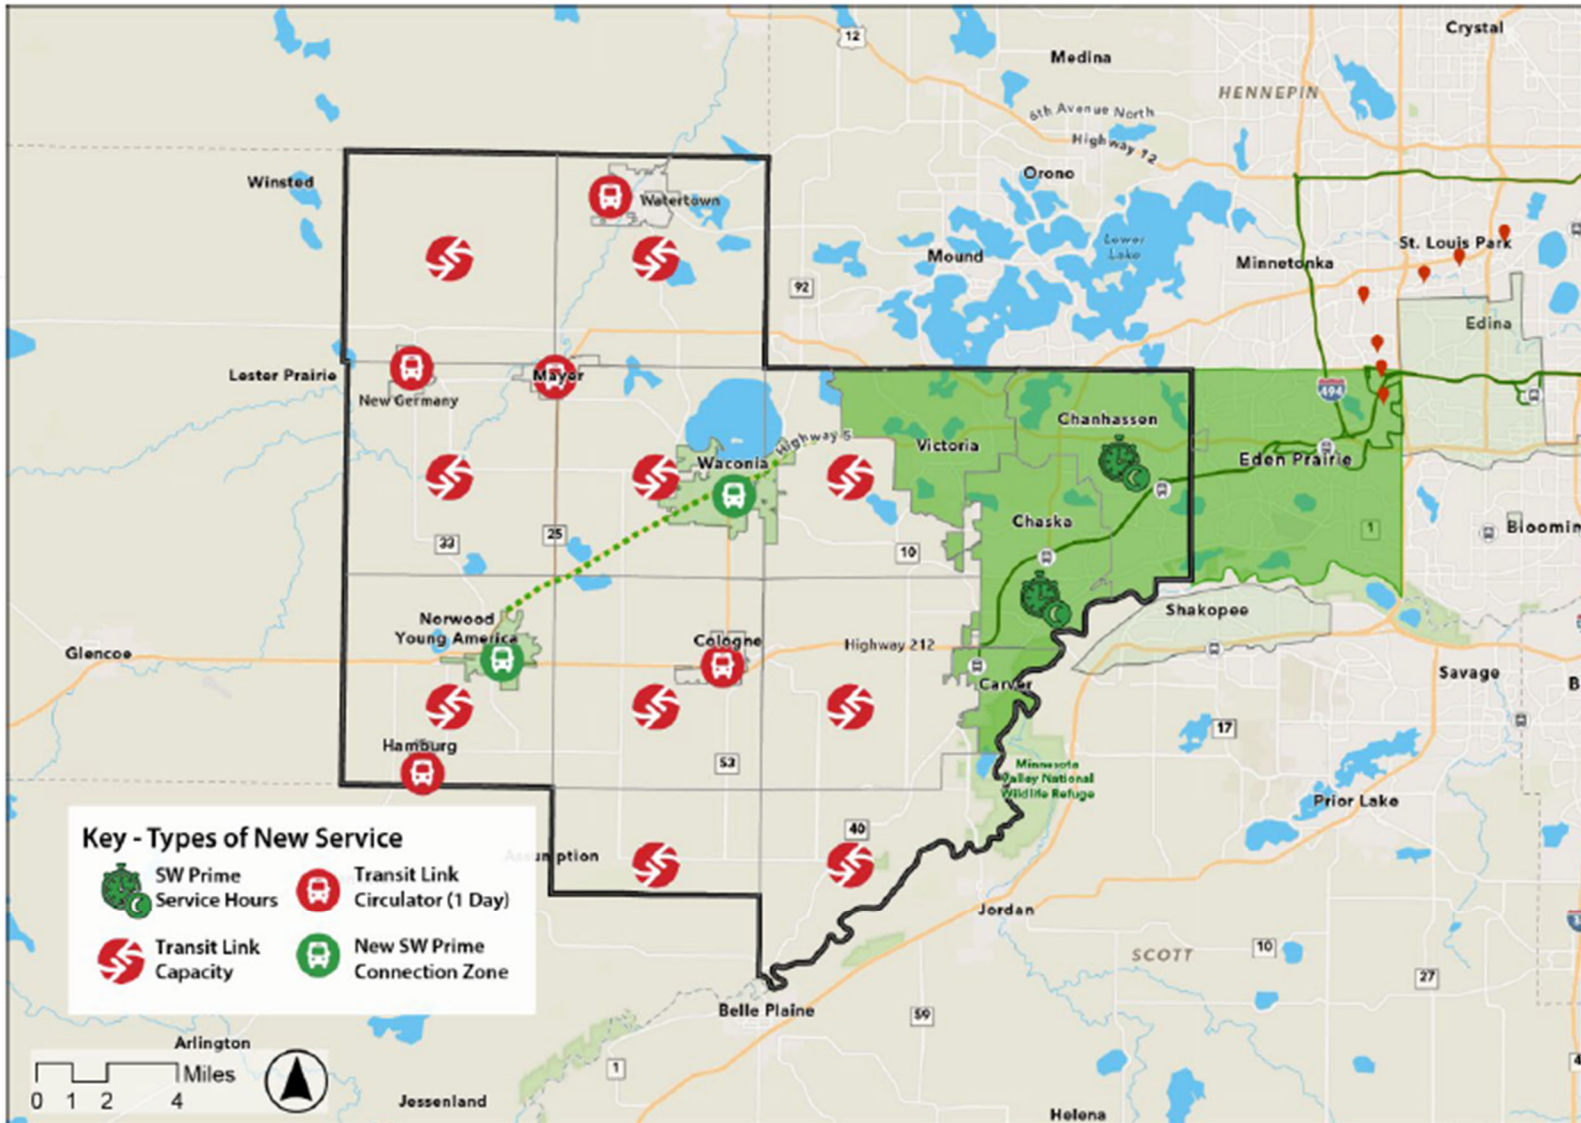 Crystal
12
Medina
HENNEPIN
6th Avenue North
Highway 12
Winsted
Orono
Watertown
St. Louis Park
Lower
Lake
Mound
Minnetonka
92
Edina
Lester Prairie
Mayer
New Germany
494
Chanhassen
Highway 5
Victoria
Waconia
Eden Prairie
Chaska
1
Bloomin
25
33
10
Shakopee
Norwood
Young America
Cologne
Highway 212
Glencoe
Savage
Carver
B
17
Hamburg
53
Minnesota
Valley National
Wildlife Refuge
Prior Lake
40
Key - Types of New Service
SW Prime
Service Hours
Transit Link
Circulator (1 Day)
Transit Link
Capacity
New SW Prime
Connection Zone
Assumption
Jordan
SCOTT
10
27
Belle Plaine
59
Arlington
Miles
0 1 2 4
1
4
Jessenland
Helena